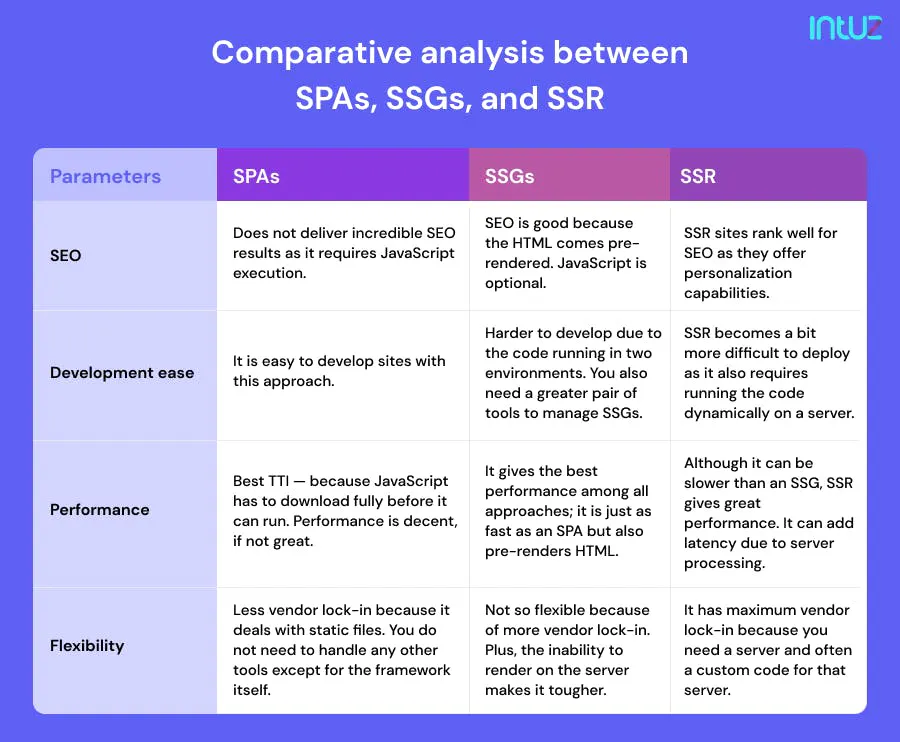 INTUZ
Comparative analysis between
SPAs, SSGs, and SSR
Parameters
SPAs
SSGs
SSR
SEO
Does not deliver incredible SEO
results as it requires JavaScript
execution.
SEO is good because
the HTML comes pre-
rendered. JavaScript is
optional.
SSR sites rank well for
SEO as they offer
personalization
capabilities.
Development ease
It is easy to develop sites with
this approach.
Harder to develop due to
the code running in two
environments. You also
need a greater pair of
tools to manage SSGs.
SSR becomes a bit
more difficult to deploy
as it also requires
running the code
dynamically on a server.
Performance
Best TTI — because JavaScript
has to download fully before it
can run. Performance is decent,
if not great.
It gives the best
performance among all
approaches; it is just as
fast as an SPA but also
pre-renders HTML.
Although it can be
slower than an SSG, SSR
gives great
performance. It can add
latency due to server
processing.
Flexibility
Less vendor lock-in because it
deals with static files. You do
not need to handle any other
tools except for the framework
itself.
Not so flexible because
of more vendor lock-in.
Plus, the inability to
render on the server
makes it tougher.
It has maximum vendor
lock-in because you
need a server and often
a custom code for that
server.